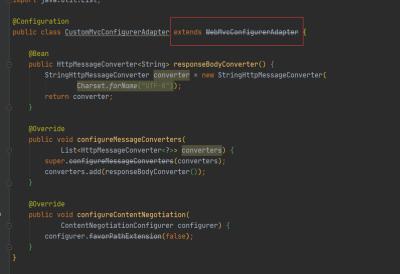 import java.util.List;
@Configuration
public class CustomMvcConfigurerAdapter extends WebMvcConfigurerAdapter {
@Bean
public HttpMessageConverter<String> responseBodyConverter() {
StringHttpMessageConverter converter = new StringHttpMessageConverter(
Charset.forName("UTF-8"));
return converter;
}
@Override
public void configureMessageConverters(
List<HttpMessageConverter<?>> converters) {
super.configureMessageConverters(converters);
converters.add(responseBodyConverter());
}
@Override
public void configureContentNegotiation(
ContentNegotiationConfigurer configurer) {
configurer.favorPathExtension(false);
}
}